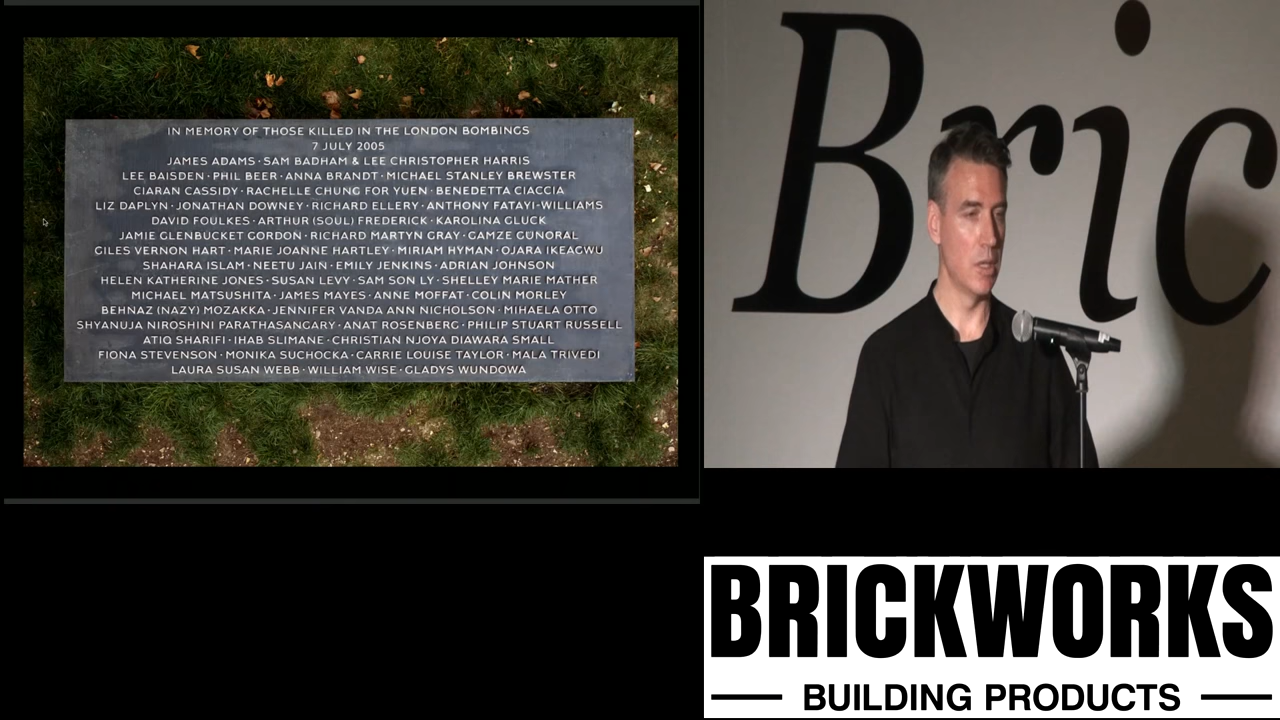 IN MEMORY OF THOSE KILLED IN THE LONDON BOMBINGS
7 JULY 2005
JAMES ADAMS · SAM BADHAM & LEE CHRISTOPHER HARRIS
LEE BAISDEN · PHIL BEER · ANNA BRANDT · MICHAEL STANLEY BREWSTER
CIARAN CASSIDY · RACHELLE CHUNG FOR YUEN · BENEDETTA CIACCIA
LIZ DAPLYN · JONATHAN DOWNEY · RICHARD ELLERY · ANTHONY FATAYI-WILLIAMS
DAVID FOULKES · ARTHUR (SOUL) FREDERICK · KAROLINA GLUCK
JAMIE GLENBUCKET GORDON · RICHARD MARTYN GRAY · GAMZE GUNORAL
GILES VERNON HART · MARIE JOANNE HARTLEY · MIRIAM HYMAN · OJARA IKEAGWU
SHAHARA ISLAM · NEETU JAIN · EMILY JENKINS · ADRIAN JOHNSON
HELEN KATHERINE JONES · SUSAN LEVY · SAM SON LY · SHELLEY MARIE MATHER
MICHAEL MATSUSHITA · JAMES MAYES · ANNE MOFFAT · COLIN MORLEY
BEHNAZ (NAZY) MOZAKKA · JENNIFER VANDA ANN NICHOLSON · MIHAELA OTTO
SHYANUJA NIROSHINI PARATHASANGARY · ANAT ROSENBERG · PHILIP STUART RUSSELL
ATIQ SHARIFI · IHAB SLIMANE · CHRISTIAN NJOYA DIAWARA SMALL
FIONA STEVENSON · MONIKA SUCHOCKA · CARRIE LOUISE TAYLOR · MALA TRIVEDI
LAURA SUSAN WEBB · WILLIAM WISE · GLADYS WUNDOWA
Bric
BRICKWORKS
BUILDING PRODUCTS